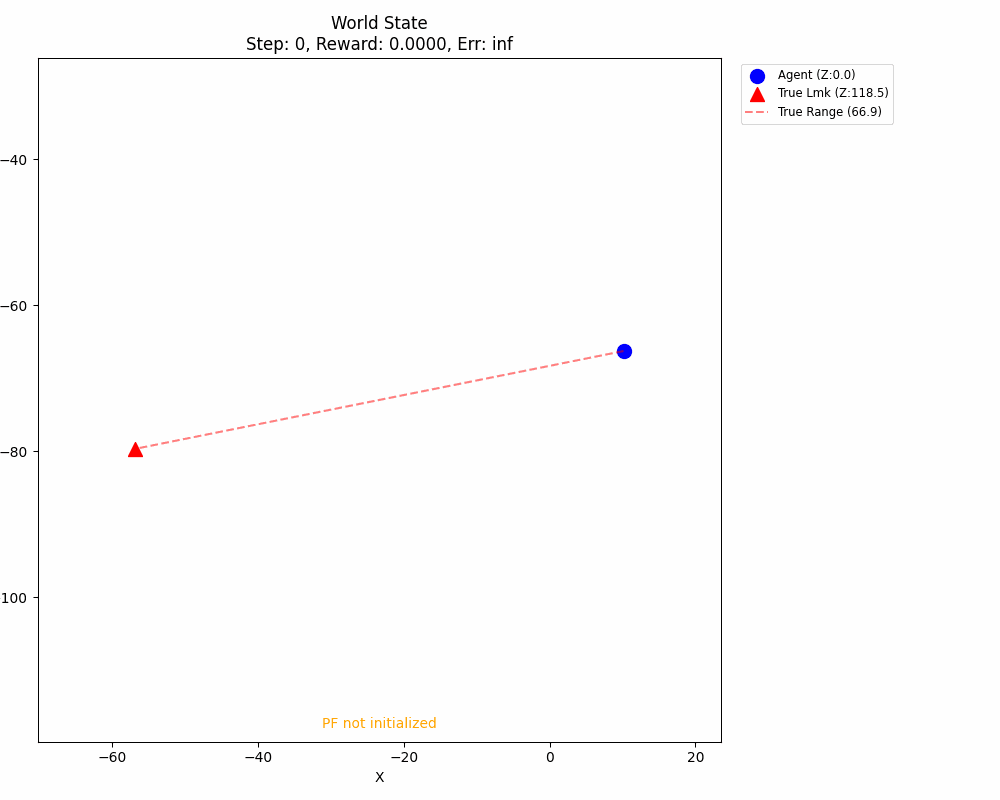 World State
Step: 0, Reward: 0.0000, Err: inf
Agent (Z:0.0)
True Lmk (Z:118.5)
True Range (66.9)
−40
−60
−80
100
PF not initialized
−60
−40
−20
0
20
X